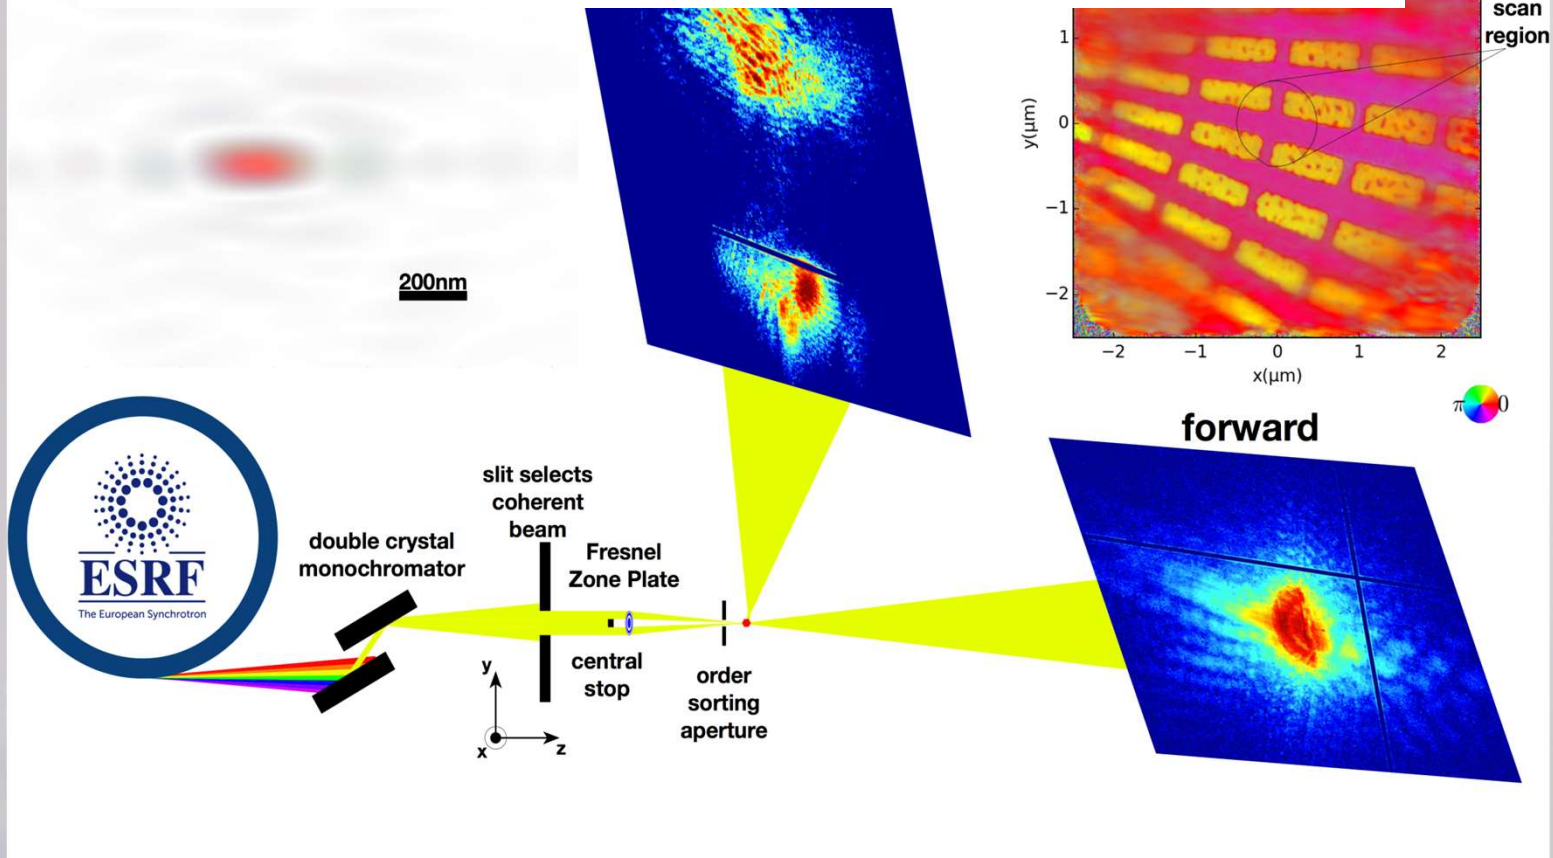 scan
region
1
0
−1
−2
y(μm)
−2
−1
0
1
2
x(μm)
π
0
200nm
forward
slit selects
coherent
beam
double crystal
monochromator
Fresnel
Zone Plate
ESRF
The European Synchrotron
central
stop
order
sorting
aperture
y
x
z